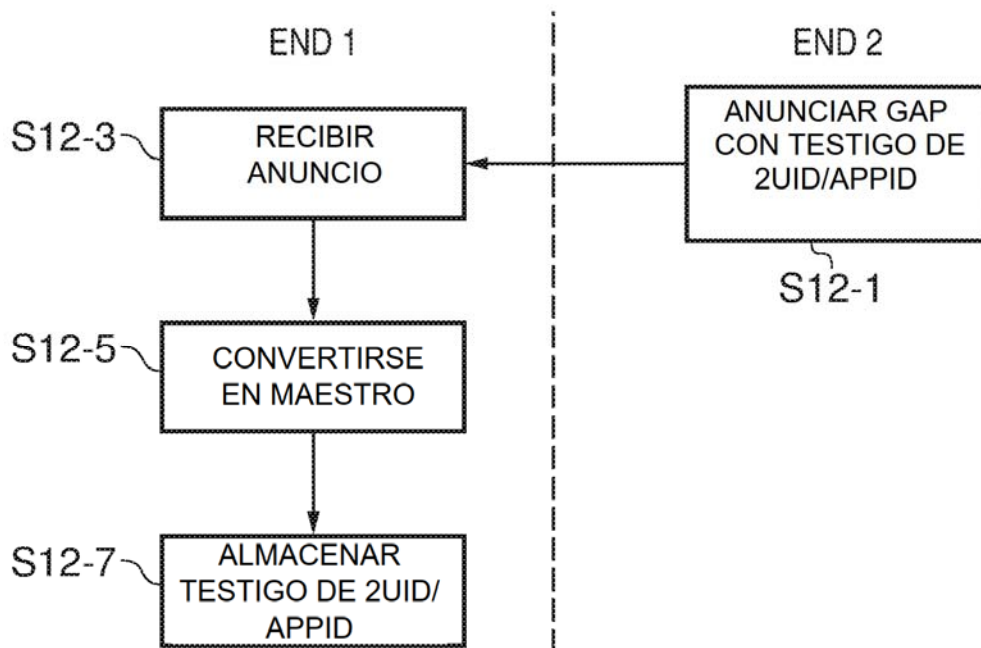 END 1
END 2
S12-3
RECIBIR
ANUNCIO
ANUNCIAR GAP
CON TESTIGO DE
2UID/APPID
S12-1
S12-5
CONVERTIRSE
EN MAESTRO
S12-7
ALMACENAR
TESTIGO DE 2UID/
APPID